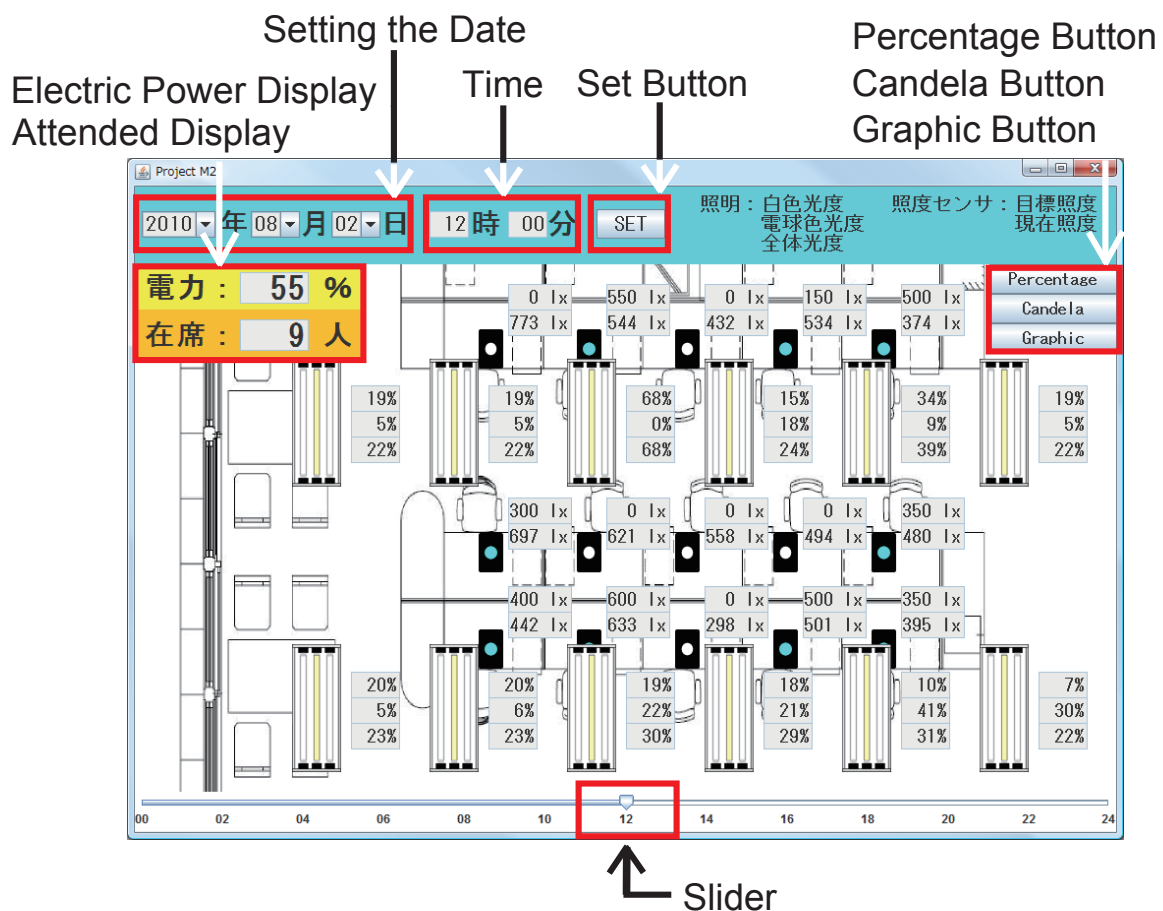 Setting the Date
Percentage Button
Electric Power Display
Time
Set Button
Candela Button
Attended Display
Graphic Button
Project M2
2010 年 08 月 02 日
12 時 00 分
SET
照明：白色光度
電球色光度
全体光度
照度センサ：目標照度
現在照度
電力： 55 %
在席： 9 人
Percentage
Candela
Graphic
0 lx 550 lx 0 lx 150 lx 500 lx
773 lx 544 lx 432 lx 534 lx 374 lx
19% 19% 68% 15% 34% 19%
5% 5% 0% 18% 9% 5%
22% 22% 68% 24% 39% 22%
300 lx 0 lx 0 lx 0 lx 350 lx
697 lx 621 lx 558 lx 494 lx 480 lx
400 lx 600 lx 0 lx 500 lx 350 lx
442 lx 633 lx 298 lx 501 lx 395 lx
20% 20% 19% 18% 10% 7%
5% 6% 22% 21% 41% 30%
23% 23% 30% 29% 31% 22%
00 02 04 06 08 10 12 14 16 18 20 22 24
Slider